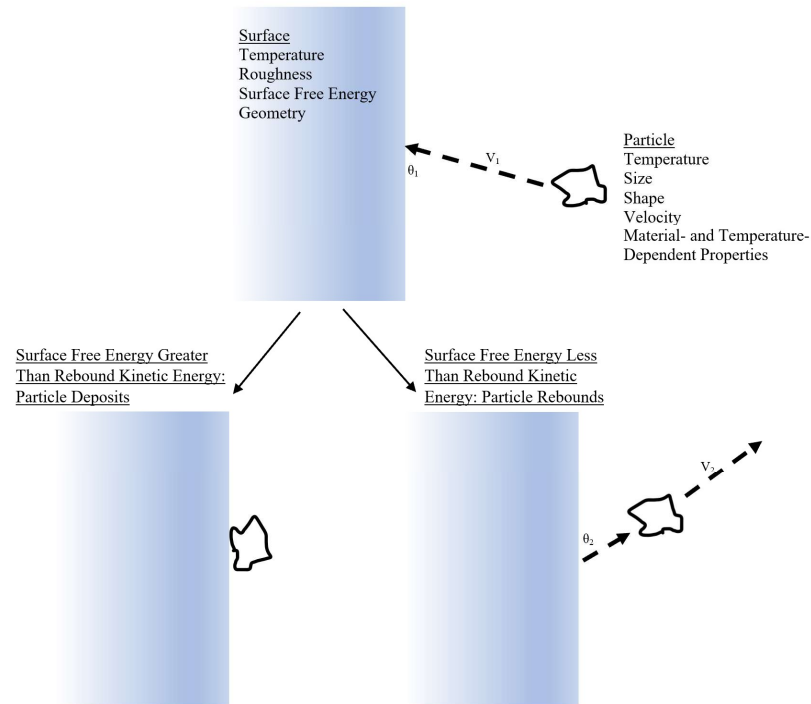 Surface
Temperature
Roughness
Surface Free Energy
Geometry
V₁
θ₁
Particle
Temperature
Size
Shape
Velocity
Material- and Temperature-
Dependent Properties
Surface Free Energy Greater
Than Rebound Kinetic Energy:
Particle Deposits
Surface Free Energy Less
Than Rebound Kinetic
Energy: Particle Rebounds
V₂
θ₂